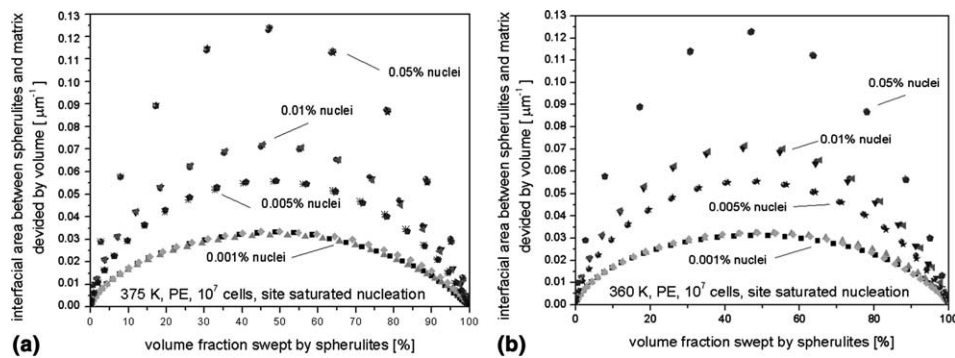 interfacial area between spherulites and matrix
devided by volume [ μm⁻¹ ]
0.13
0.12
0.11
0.10
0.09
0.08
0.07
0.06
0.05
0.04
0.03
0.02
0.01
0.00
0.05% nuclei
0.01% nuclei
0.005% nuclei
0.001% nuclei
375 K, PE, 10⁷ cells, site saturated nucleation
0 10 20 30 40 50 60 70 80 90 100
volume fraction swept by spherulites [%]
(a)
interfacial area between spherulites and matrix
devided by volume [ μm⁻¹ ]
0.13
0.12
0.11
0.10
0.09
0.08
0.07
0.06
0.05
0.04
0.03
0.02
0.01
0.00
0.05% nuclei
0.01% nuclei
0.005% nuclei
0.001% nuclei
360 K, PE, 10⁷ cells, site saturated nucleation
0 20 40 60 80 100
volume fraction swept by spherulites [%]
(b)